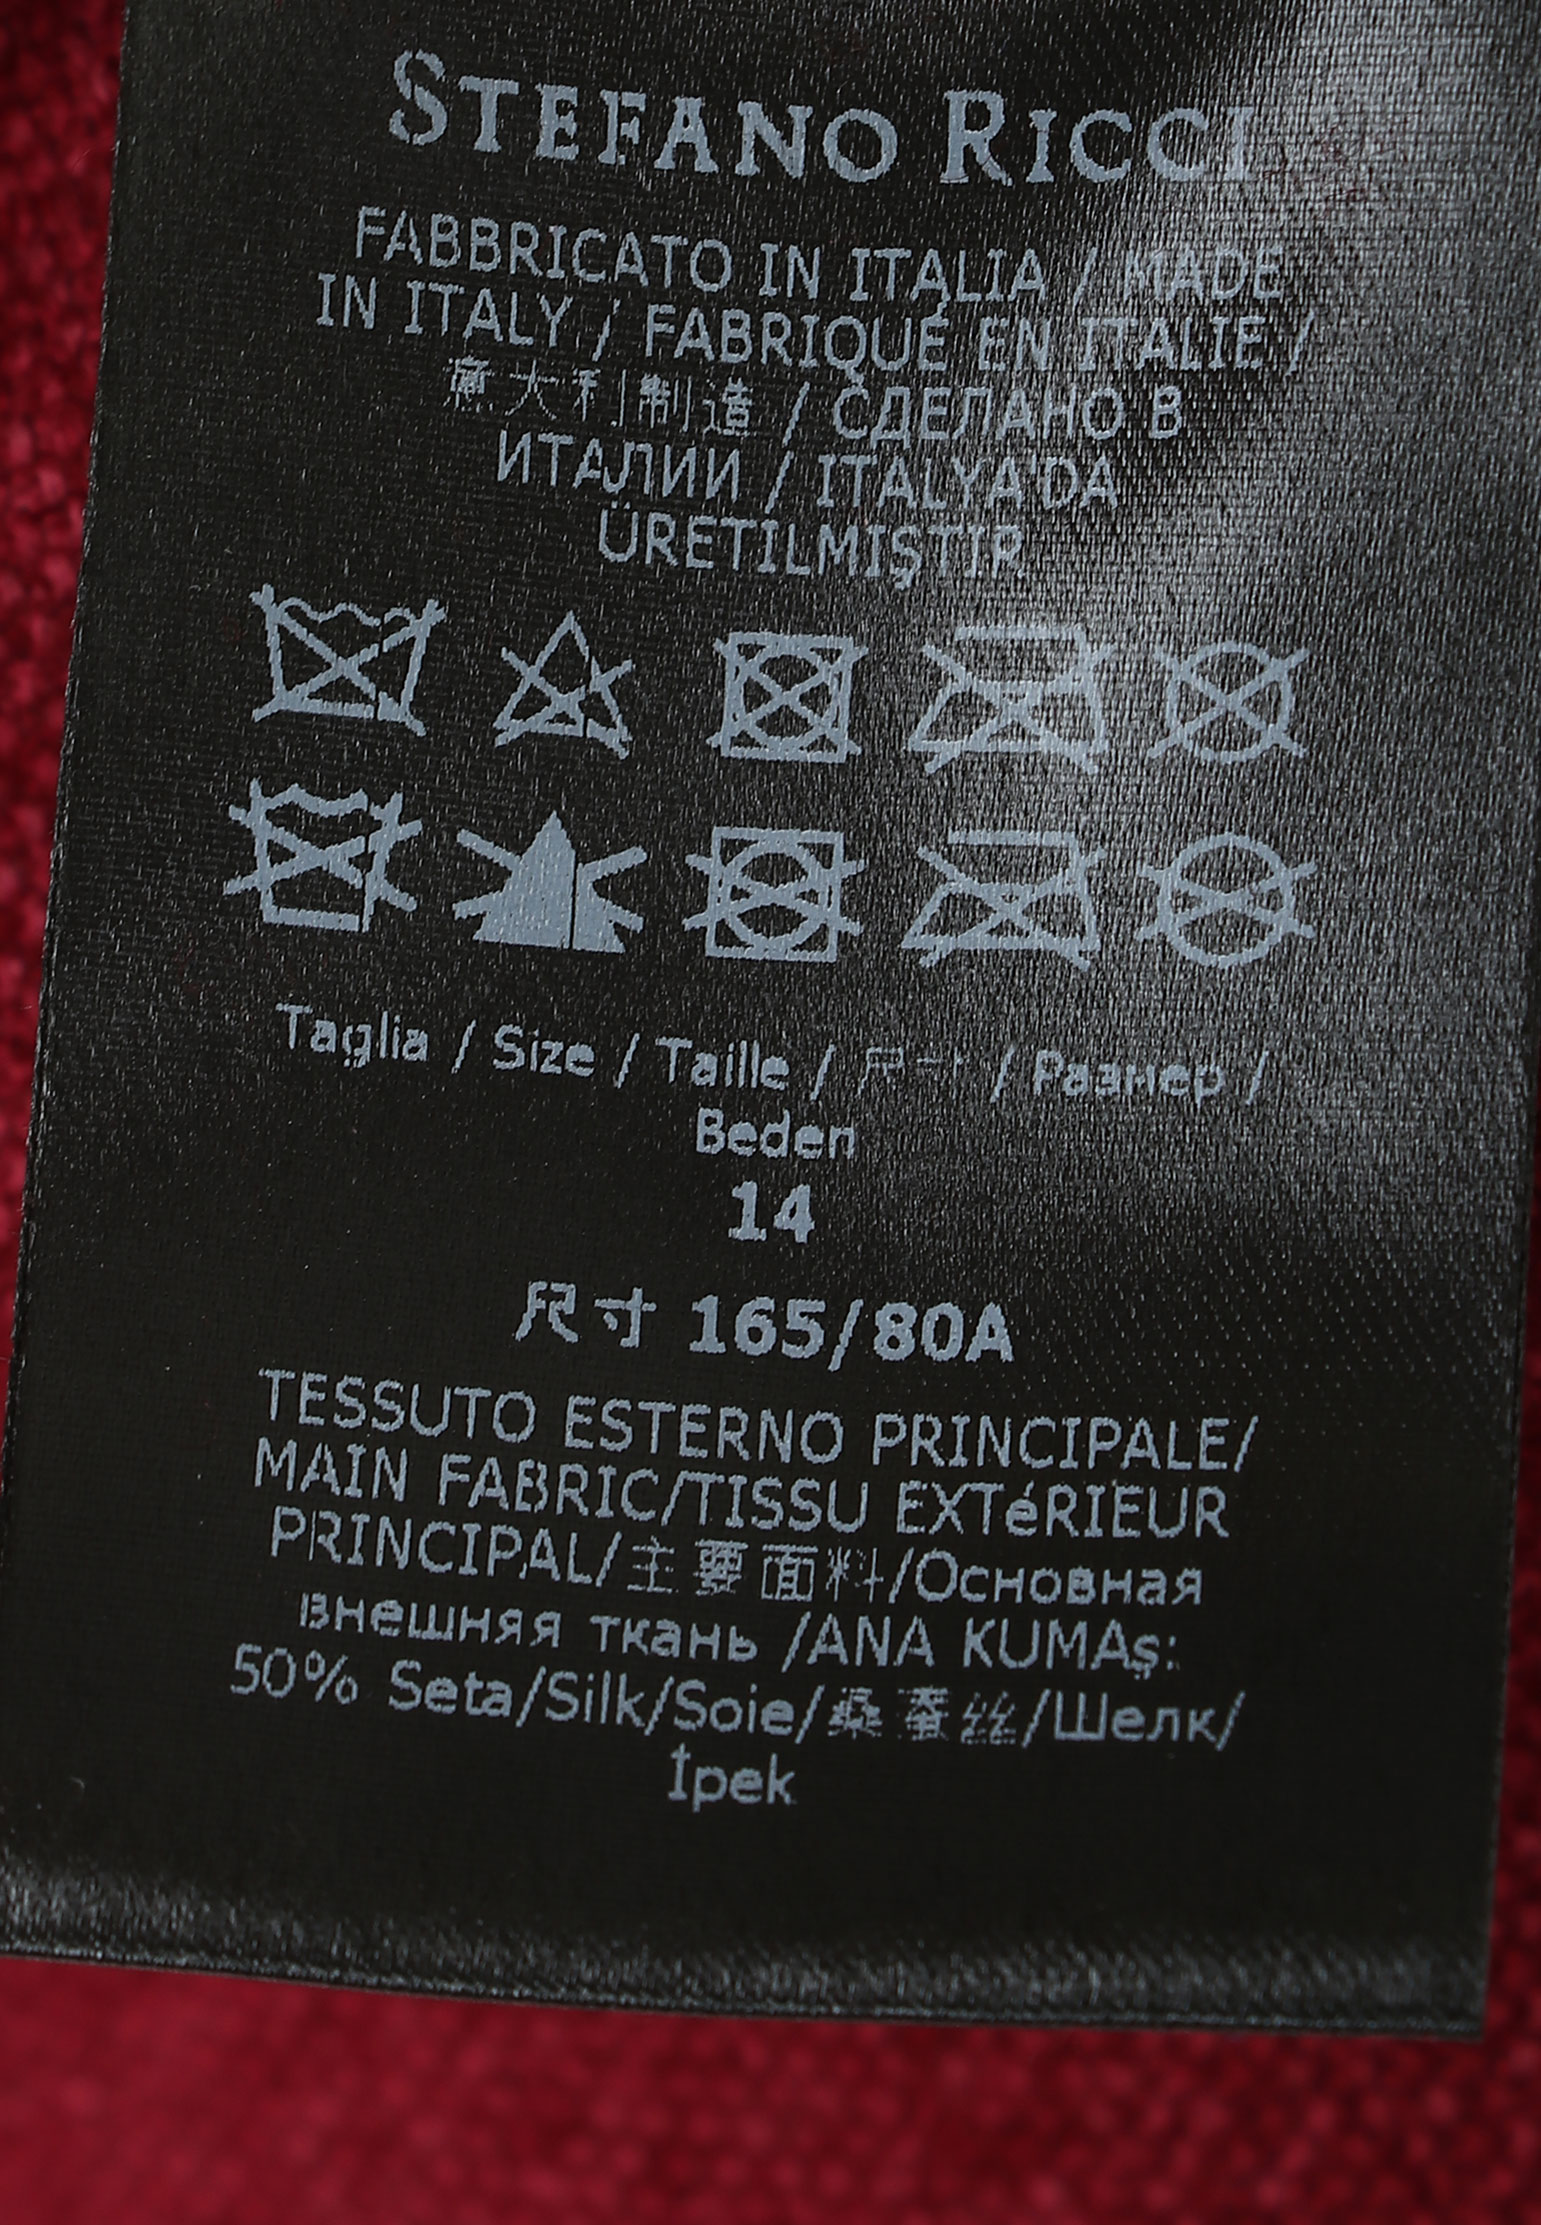 STEFANO RICCI
FABBRICATO IN ITALIA / MADE
IN ITALY / FABRIQUÉ EN ITALIE /
意大利制造 / СДЕЛАНО В
ИТАЛИИ / ITALYA'DA
ÜRETILMIŞTIR
Taglia / Size / Taille / 尺寸 / Размер /
Beden
14
尺寸 165/80A
TESSUTO ESTERNO PRINCIPALE/
MAIN FABRIC/TISSU EXTéRIEUR
PRINCIPAL/主要面料/Основная
внешняя ткань /ANA KUMAş:
50% Seta/Silk/Soie/桑蚕丝/Шелк/
İpek